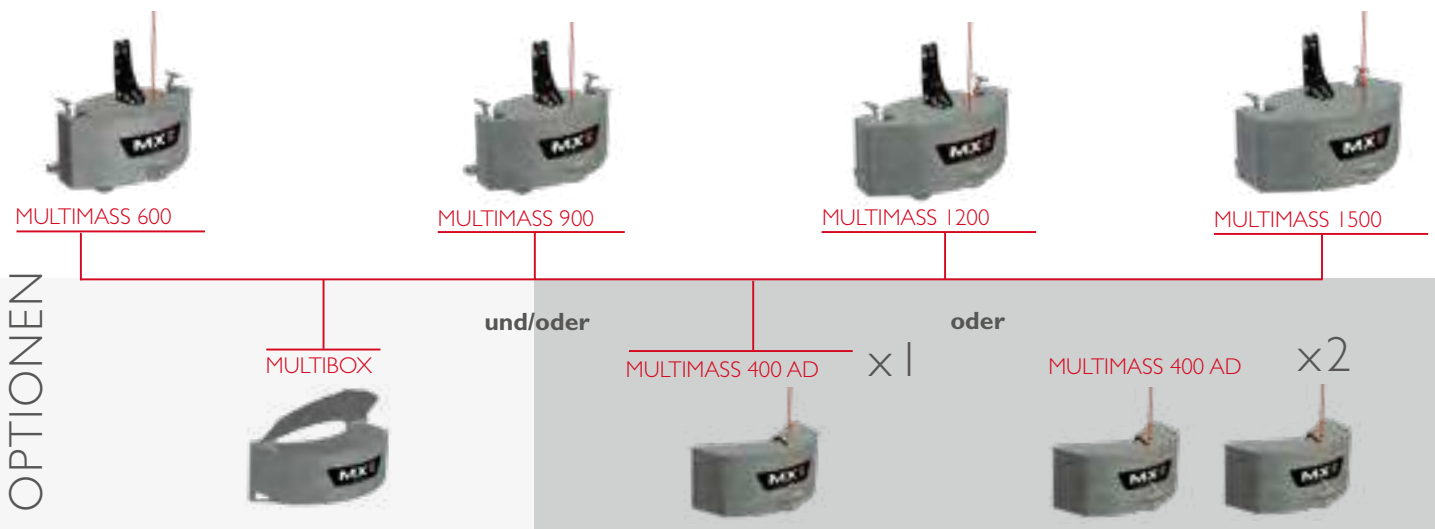 MX
MX
MX
MX
MULTIMASS 600
MULTIMASS 900
MULTIMASS 1200
MULTIMASS 1500
OPTIONEN
und/oder
oder
MULTIBOX
MULTIMASS 400 AD
x1
MULTIMASS 400 AD
x2
MX
MX
MX
MX